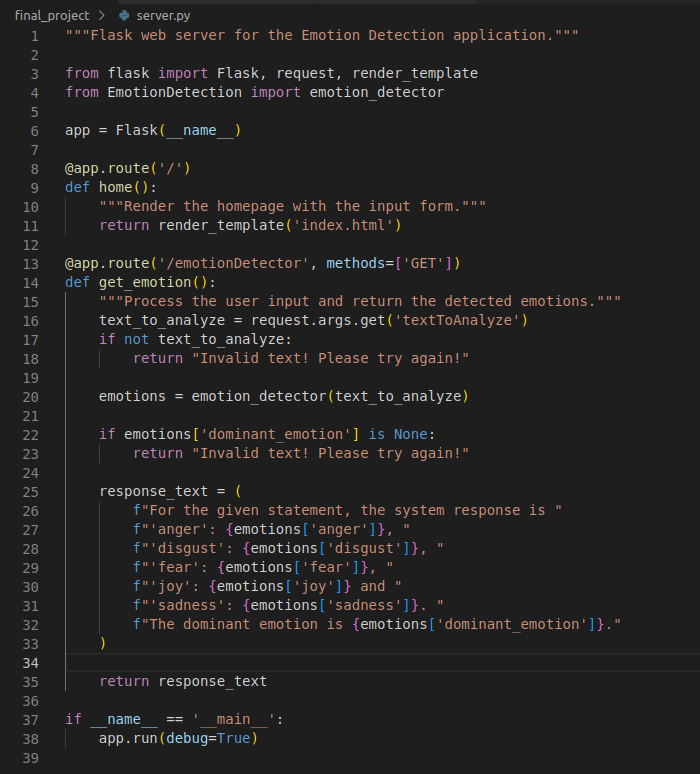 final_project > server.py
1 """Flask web server for the Emotion Detection application."""
2
3 from flask import Flask, request, render_template
4 from EmotionDetection import emotion_detector
5
6 app = Flask(__name__)
7
8 @app.route('/')
9 def home():
10     """Render the homepage with the input form."""
11     return render_template('index.html')
12
13 @app.route('/emotionDetector', methods=['GET'])
14 def get_emotion():
15     """Process the user input and return the detected emotions."""
16     text_to_analyze = request.args.get('textToAnalyze')
17     if not text_to_analyze:
18         return "Invalid text! Please try again!"
19
20     emotions = emotion_detector(text_to_analyze)
21
22     if emotions['dominant_emotion'] is None:
23         return "Invalid text! Please try again!"
24
25     response_text = (
26         f"For the given statement, the system response is "
27         f"'anger': {emotions['anger']}, "
28         f"'disgust': {emotions['disgust']}, "
29         f"'fear': {emotions['fear']}, "
30         f"'joy': {emotions['joy']} and "
31         f"'sadness': {emotions['sadness']}. "
32         f"The dominant emotion is {emotions['dominant_emotion']}."
33     )
34
35     return response_text
36
37 if __name__ == '__main__':
38     app.run(debug=True)
39